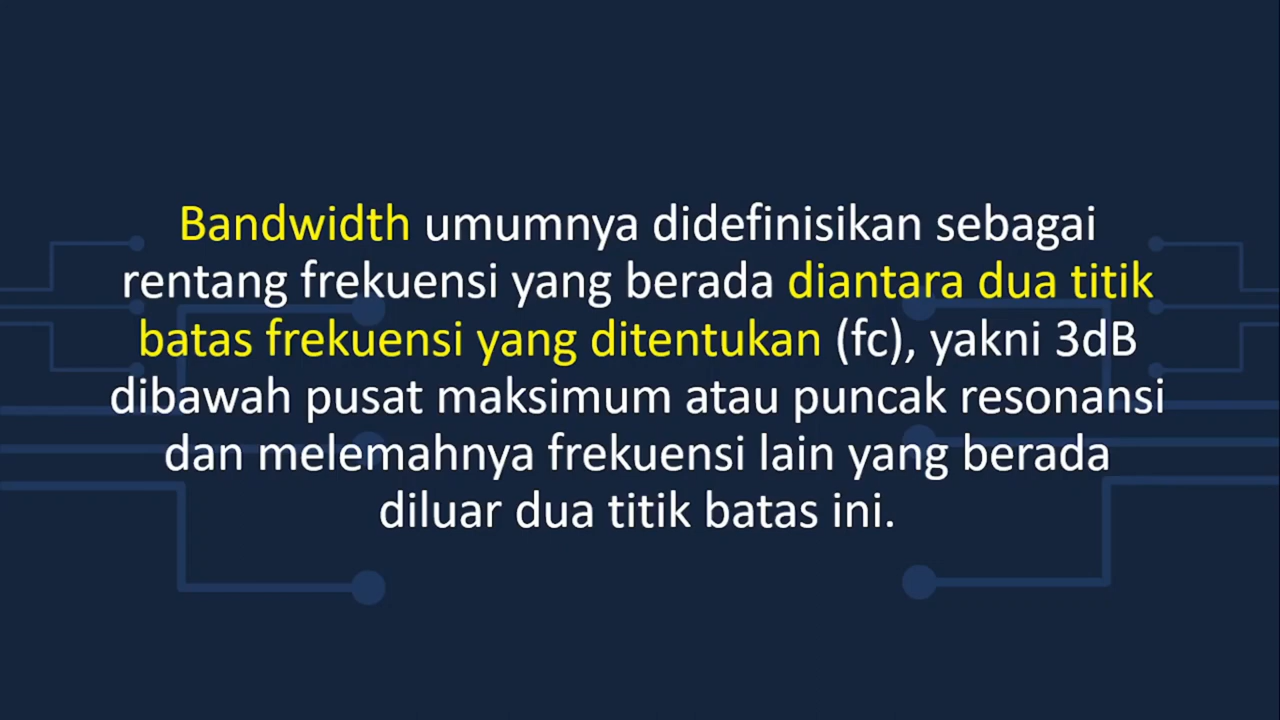 Bandwidth umumnya didefinisikan sebagai
rentang frekuensi yang berada diantara dua titik
batas frekuensi yang ditentukan (fc), yakni 3dB
dibawah pusat maksimum atau puncak resonansi
dan melemahnya frekuensi lain yang berada
diluar dua titik batas ini.